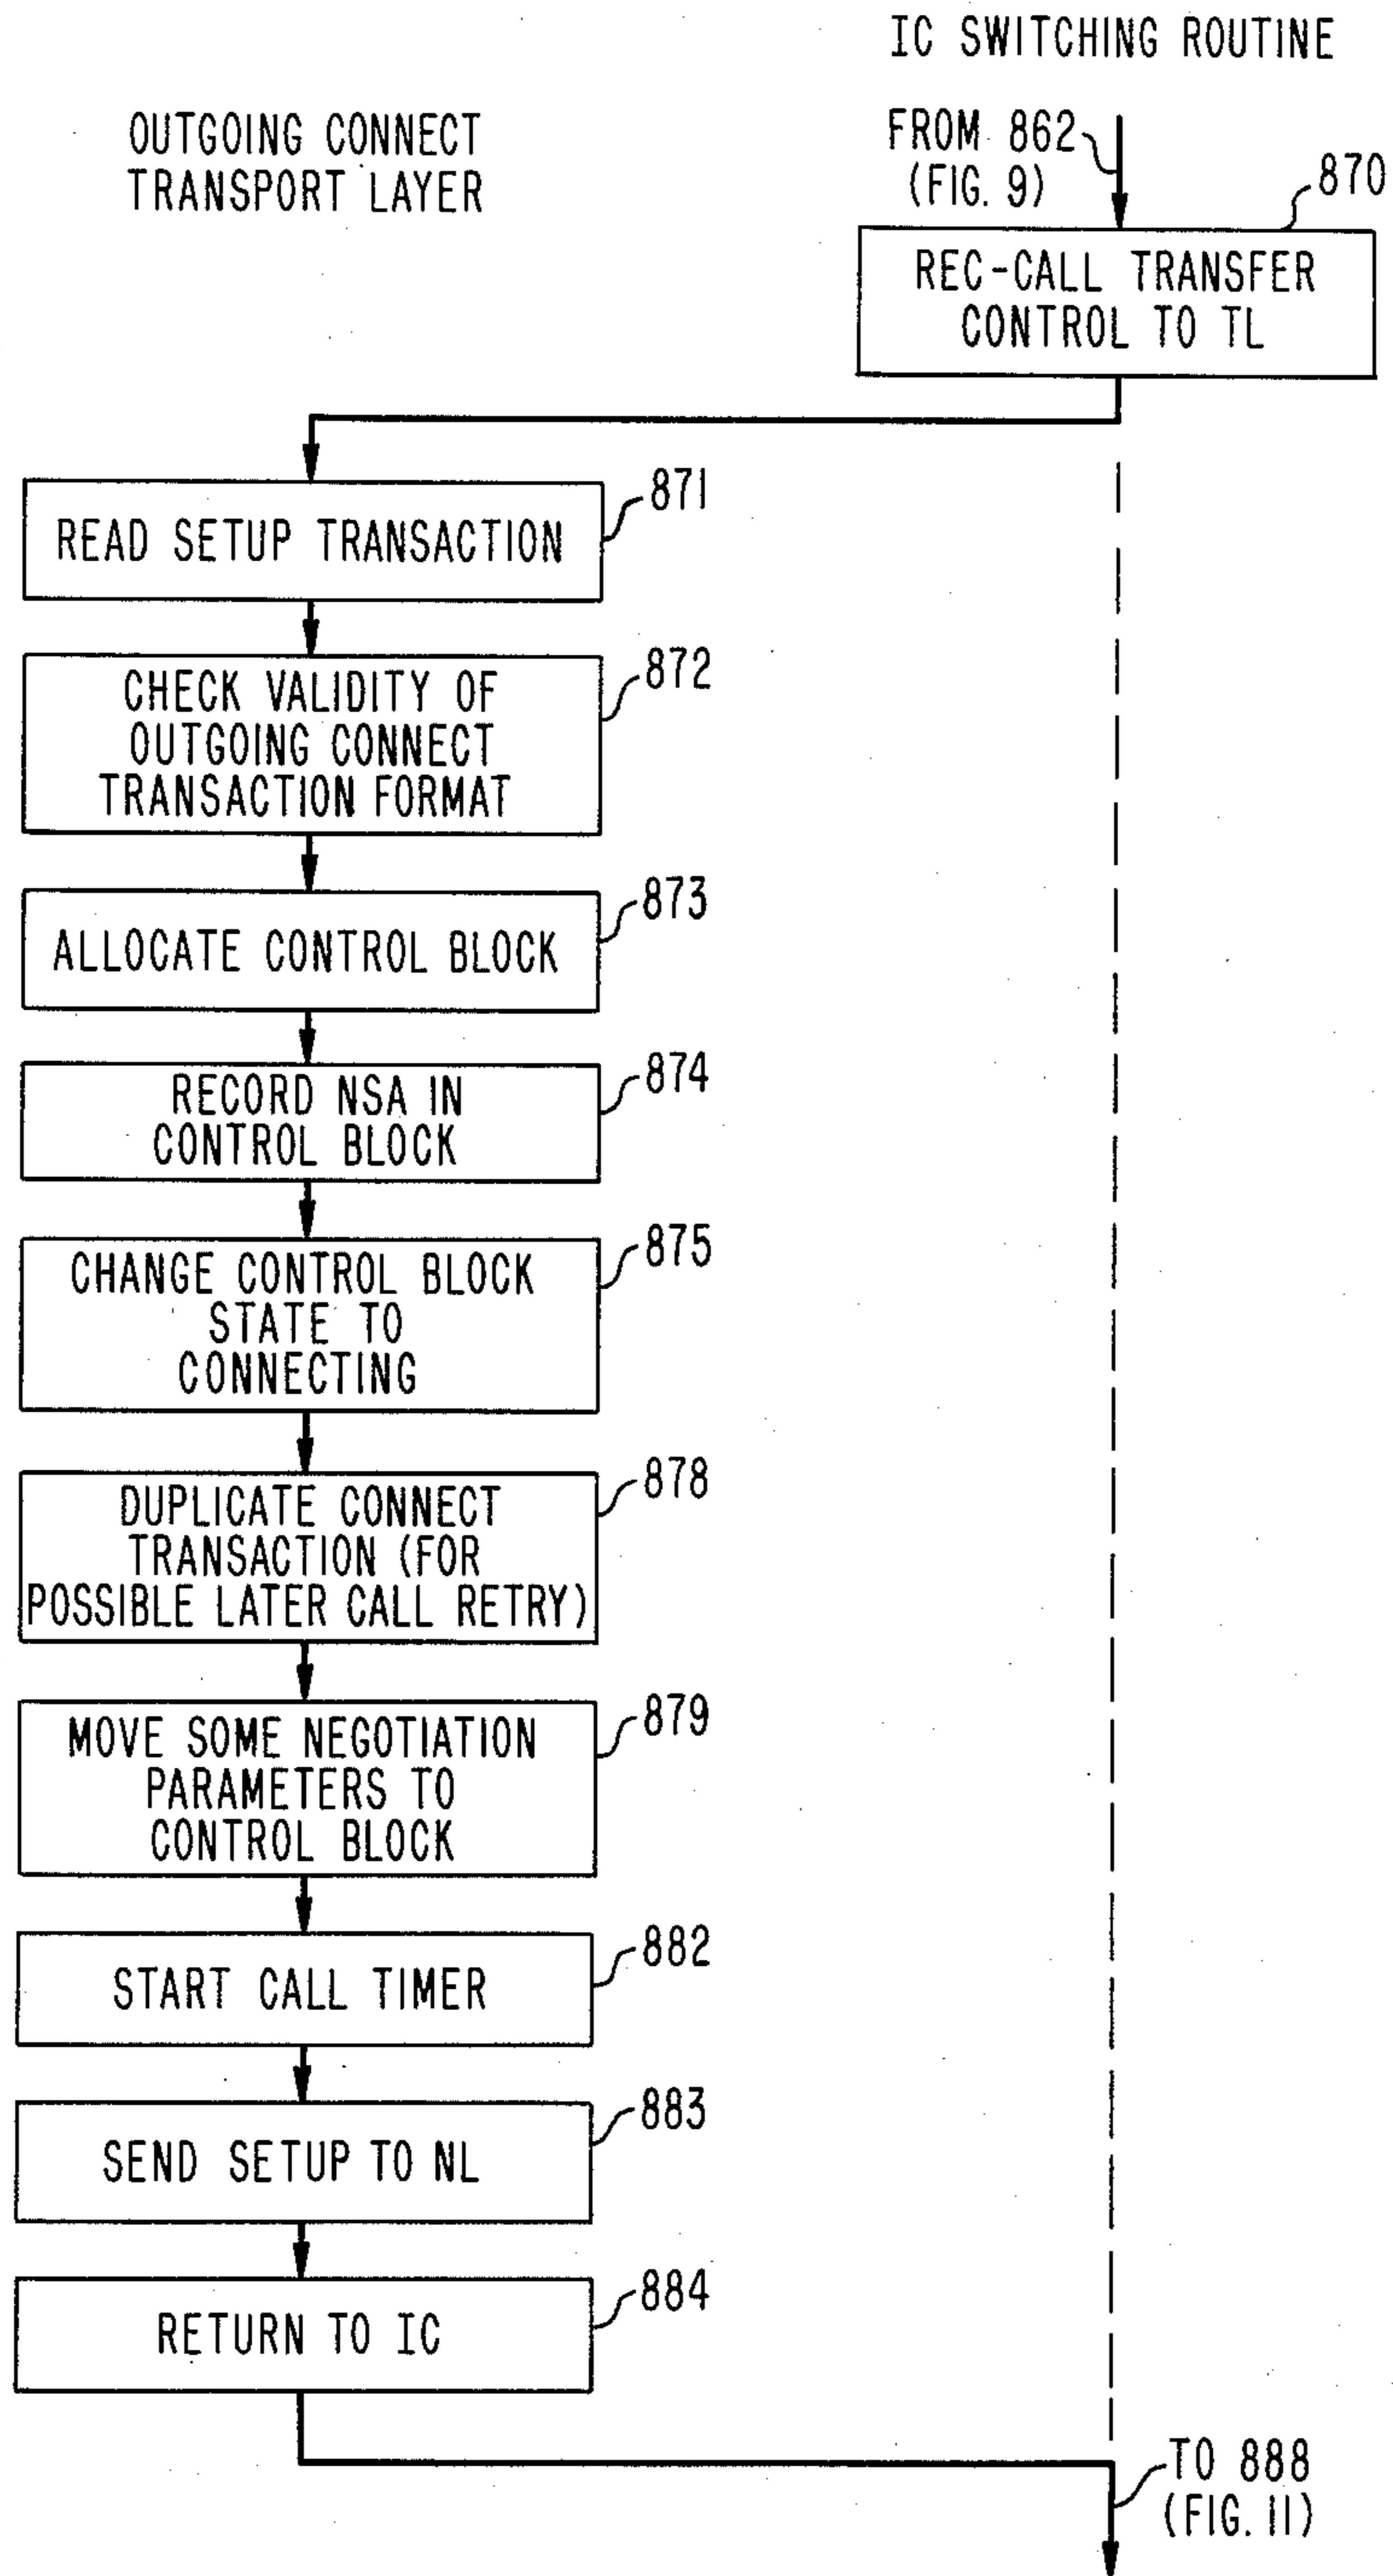 IC SWITCHING ROUTINE
OUTGOING CONNECT
TRANSPORT LAYER
FROM 862
(FIG. 9)
870
REC-CALL TRANSFER
CONTROL TO TL
871
READ SETUP TRANSACTION
872
CHECK VALIDITY OF
OUTGOING CONNECT
TRANSACTION FORMAT
873
ALLOCATE CONTROL BLOCK
874
RECORD NSA IN
CONTROL BLOCK
875
CHANGE CONTROL BLOCK
STATE TO
CONNECTING
878
DUPLICATE CONNECT
TRANSACTION (FOR
POSSIBLE LATER CALL RETRY)
879
MOVE SOME NEGOTIATION
PARAMETERS TO
CONTROL BLOCK
882
START CALL TIMER
883
SEND SETUP TO NL
884
RETURN TO IC
TO 888
(FIG. 11)